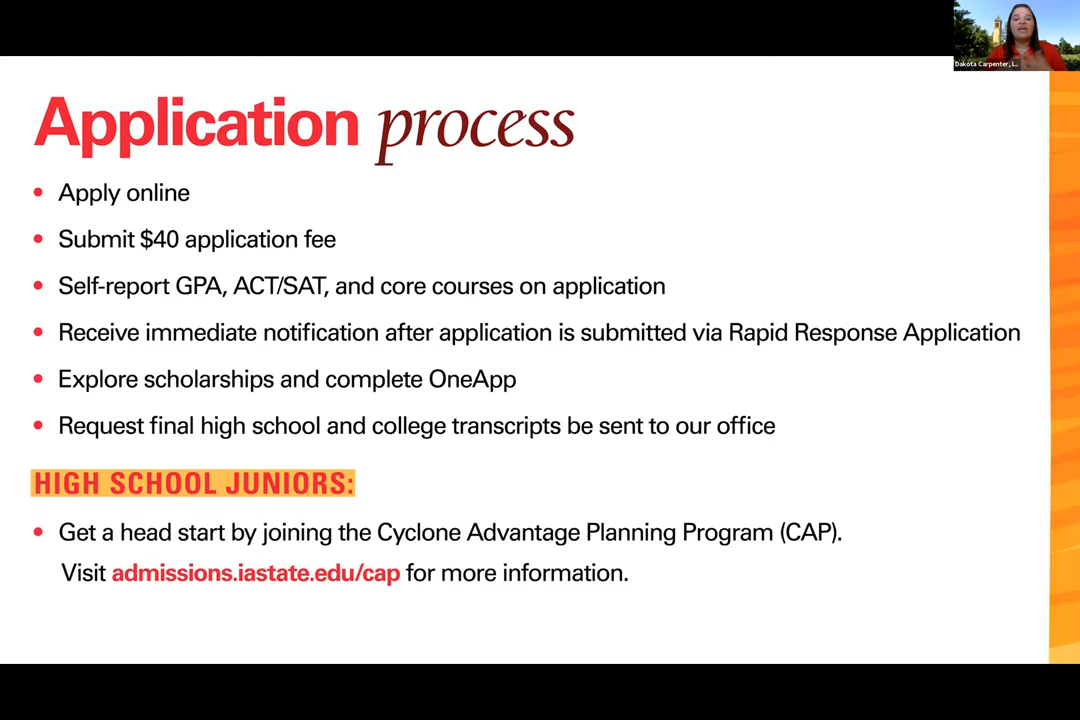 Dakota Carpenter, I...
Application process
• Apply online
• Submit $40 application fee
• Self-report GPA, ACT/SAT, and core courses on application
• Receive immediate notification after application is submitted via Rapid Response Application
• Explore scholarships and complete OneApp
• Request final high school and college transcripts be sent to our office
HIGH SCHOOL JUNIORS:
• Get a head start by joining the Cyclone Advantage Planning Program (CAP).
Visit admissions.iastate.edu/cap for more information.